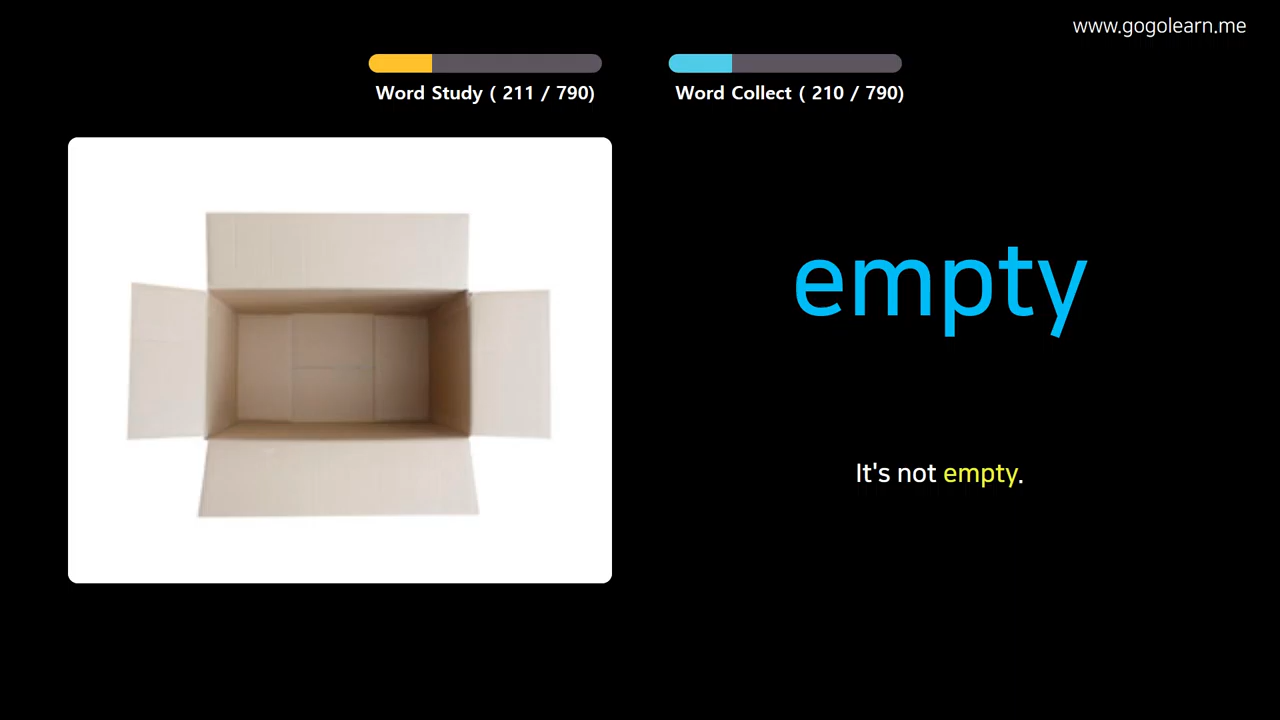 www.gogolearn.me
Word Study ( 211 / 790)
Word Collect ( 210 / 790)
empty
It's not empty.